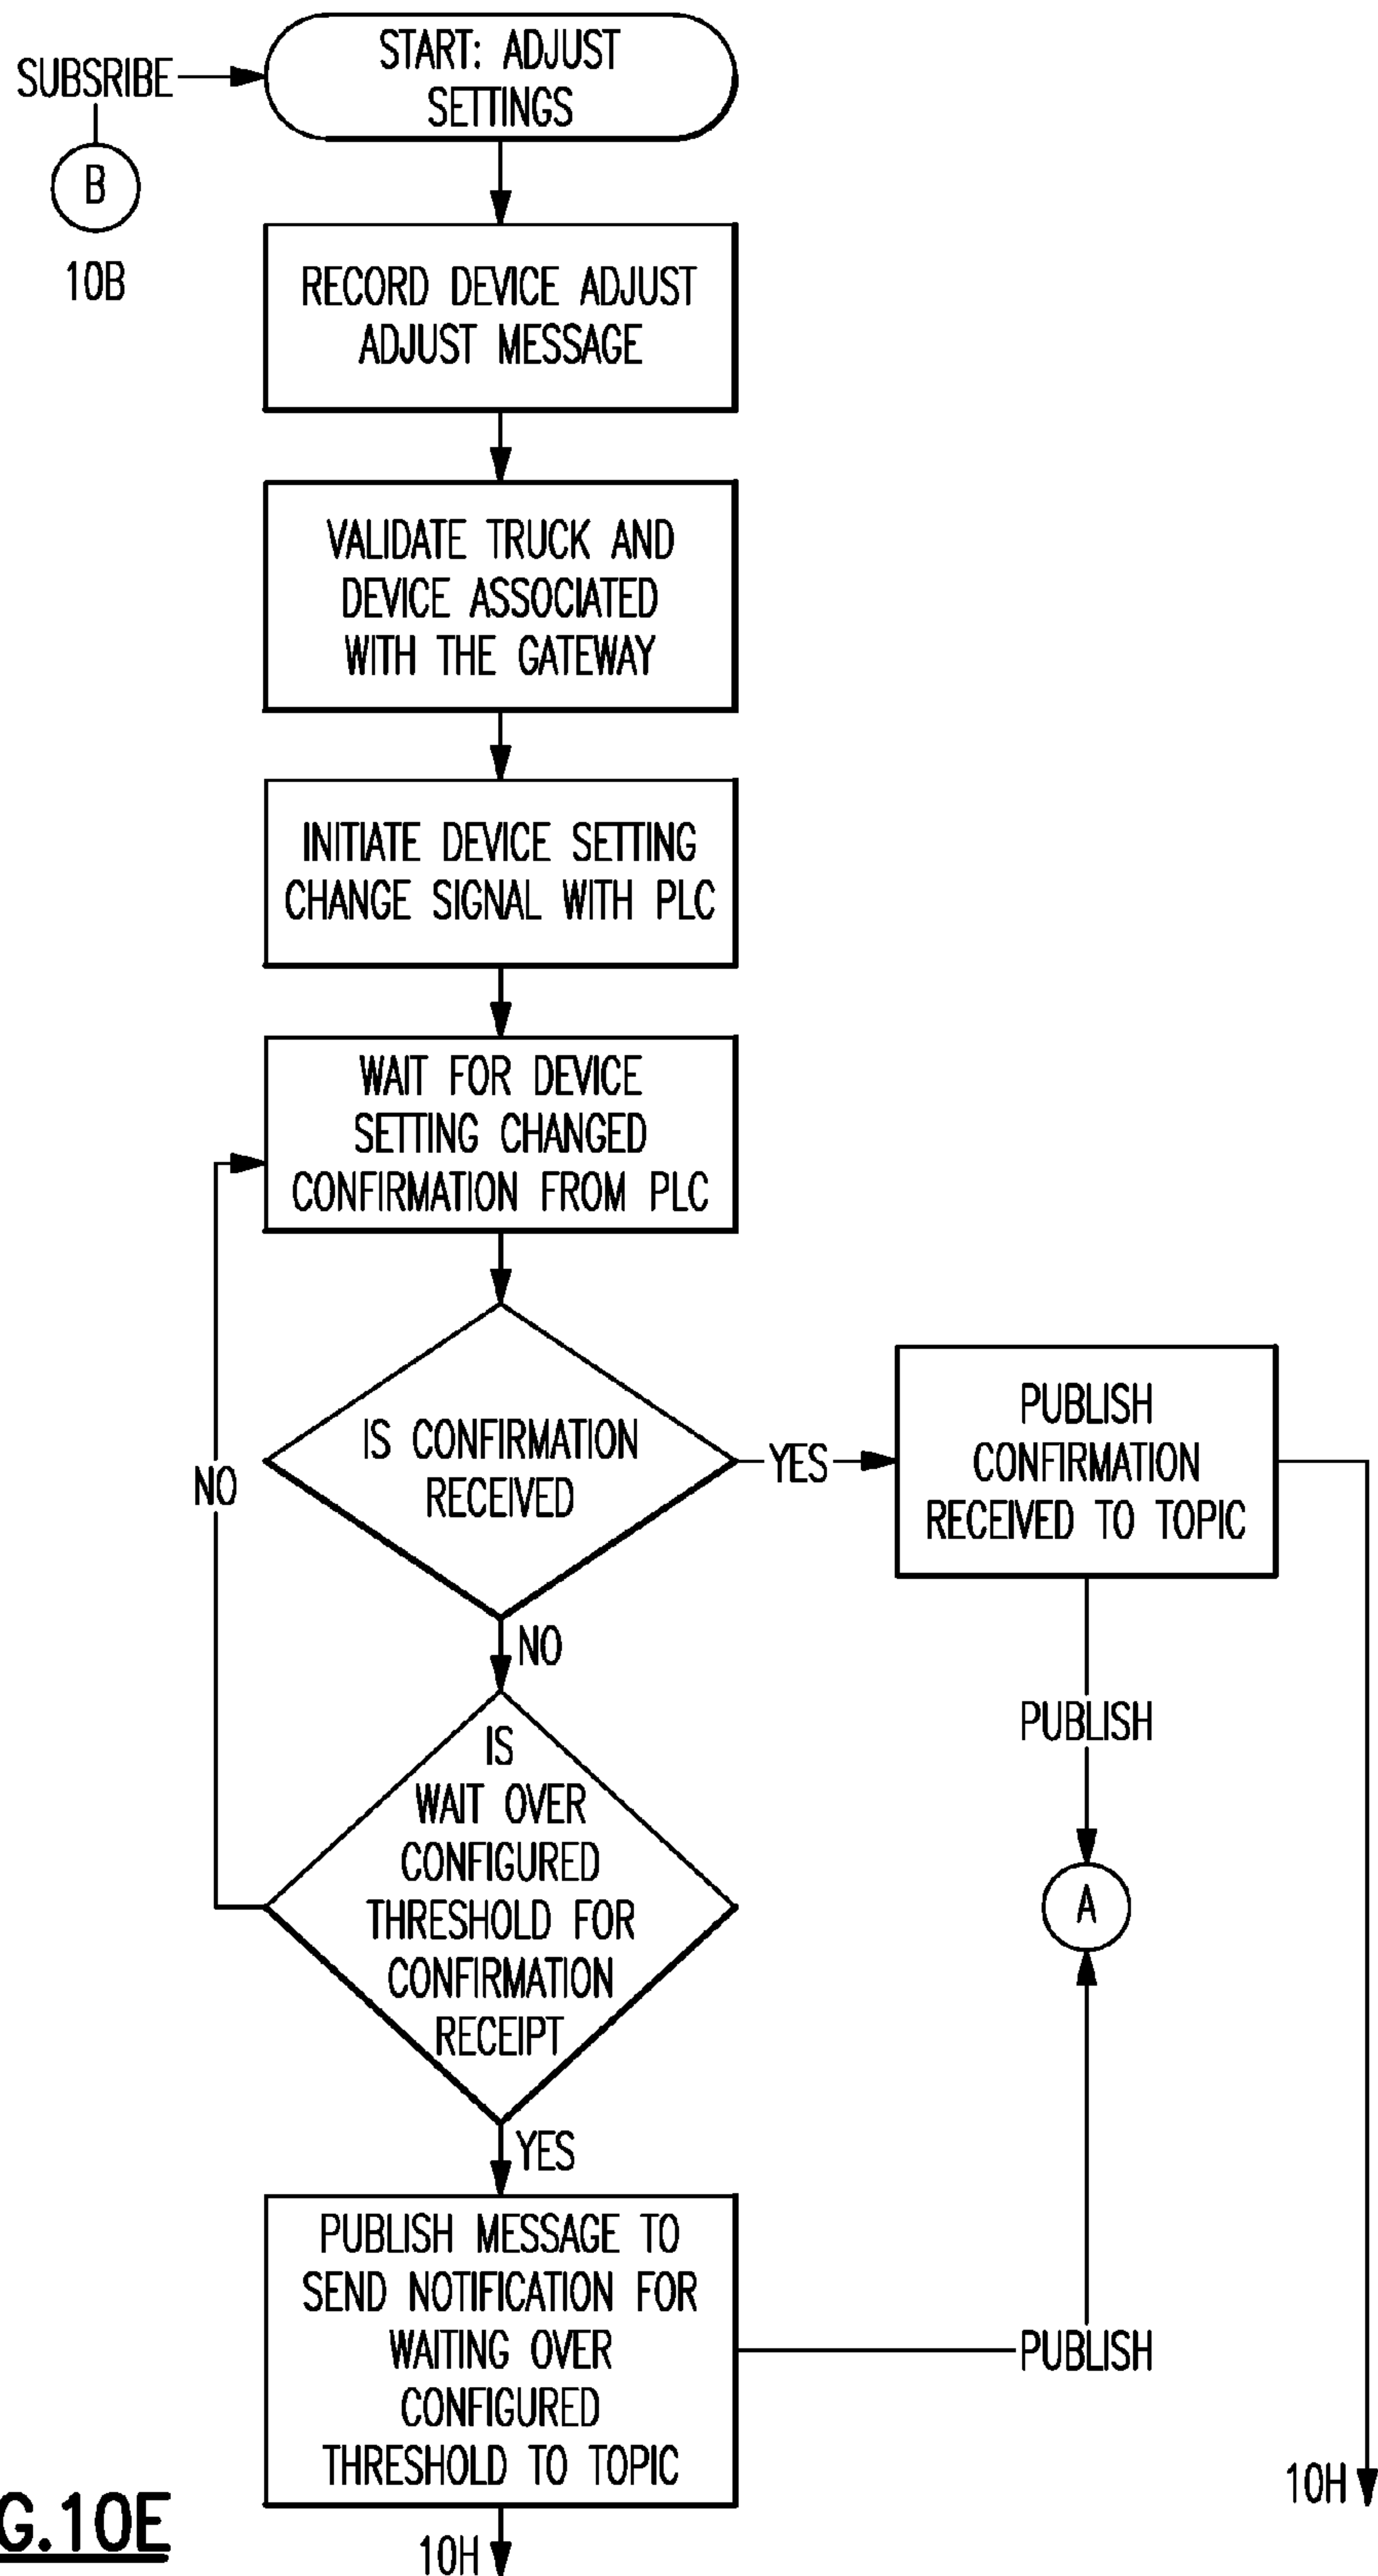 START: ADJUST
SETTINGS
SUBSRIBE
B
10B
RECORD DEVICE ADJUST
ADJUST MESSAGE
VALIDATE TRUCK AND
DEVICE ASSOCIATED
WITH THE GATEWAY
INITIATE DEVICE SETTING
CHANGE SIGNAL WITH PLC
WAIT FOR DEVICE
SETTING CHANGED
CONFIRMATION FROM PLC
IS CONFIRMATION
RECEIVED
YES
PUBLISH
CONFIRMATION
RECEIVED TO TOPIC
NO
NO
PUBLISH
IS
WAIT OVER
CONFIGURED
THRESHOLD FOR
CONFIRMATION
RECEIPT
A
YES
PUBLISH MESSAGE TO
SEND NOTIFICATION FOR
WAITING OVER
CONFIGURED
THRESHOLD TO TOPIC
PUBLISH
10H
10H
G.10E